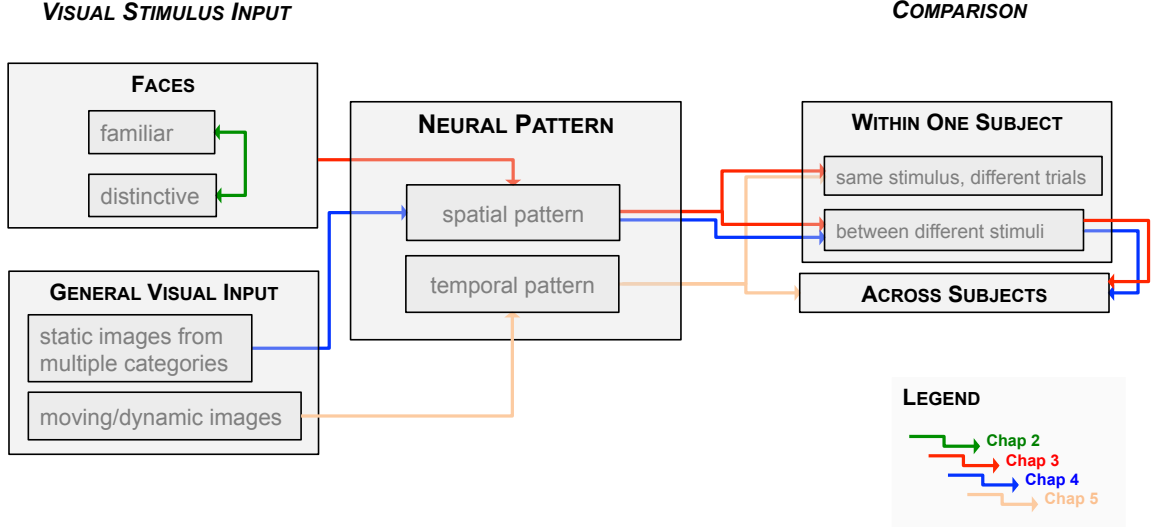 VISUAL STIMULUS INPUT
COMPARISON
FACES
familiar
distinctive
GENERAL VISUAL INPUT
static images from
multiple categories
moving/dynamic images
NEURAL PATTERN
spatial pattern
temporal pattern
WITHIN ONE SUBJECT
same stimulus, different trials
between different stimuli
ACROSS SUBJECTS
LEGEND
Chap 2
Chap 3
Chap 4
Chap 5